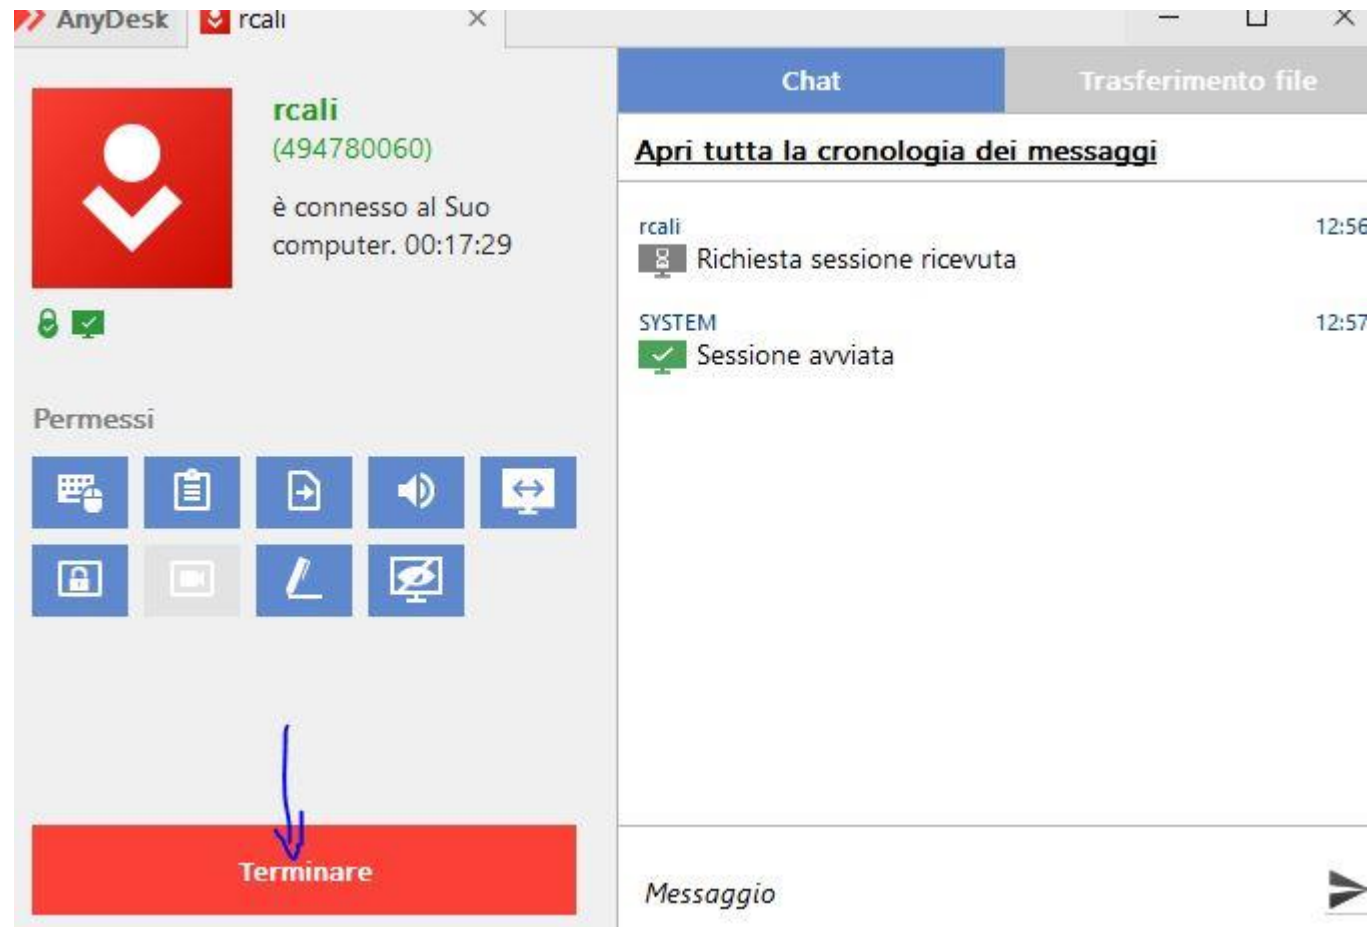 AnyDesk
rcali
rcali
(494780060)
è connesso al Suo
computer. 00:17:29
Permessi
Terminare
Chat
Trasferimento file
Apri tutta la cronologia dei messaggi
rcali
12:56
Richiesta sessione ricevuta
SYSTEM
12:57
Sessione avviata
Messaggio